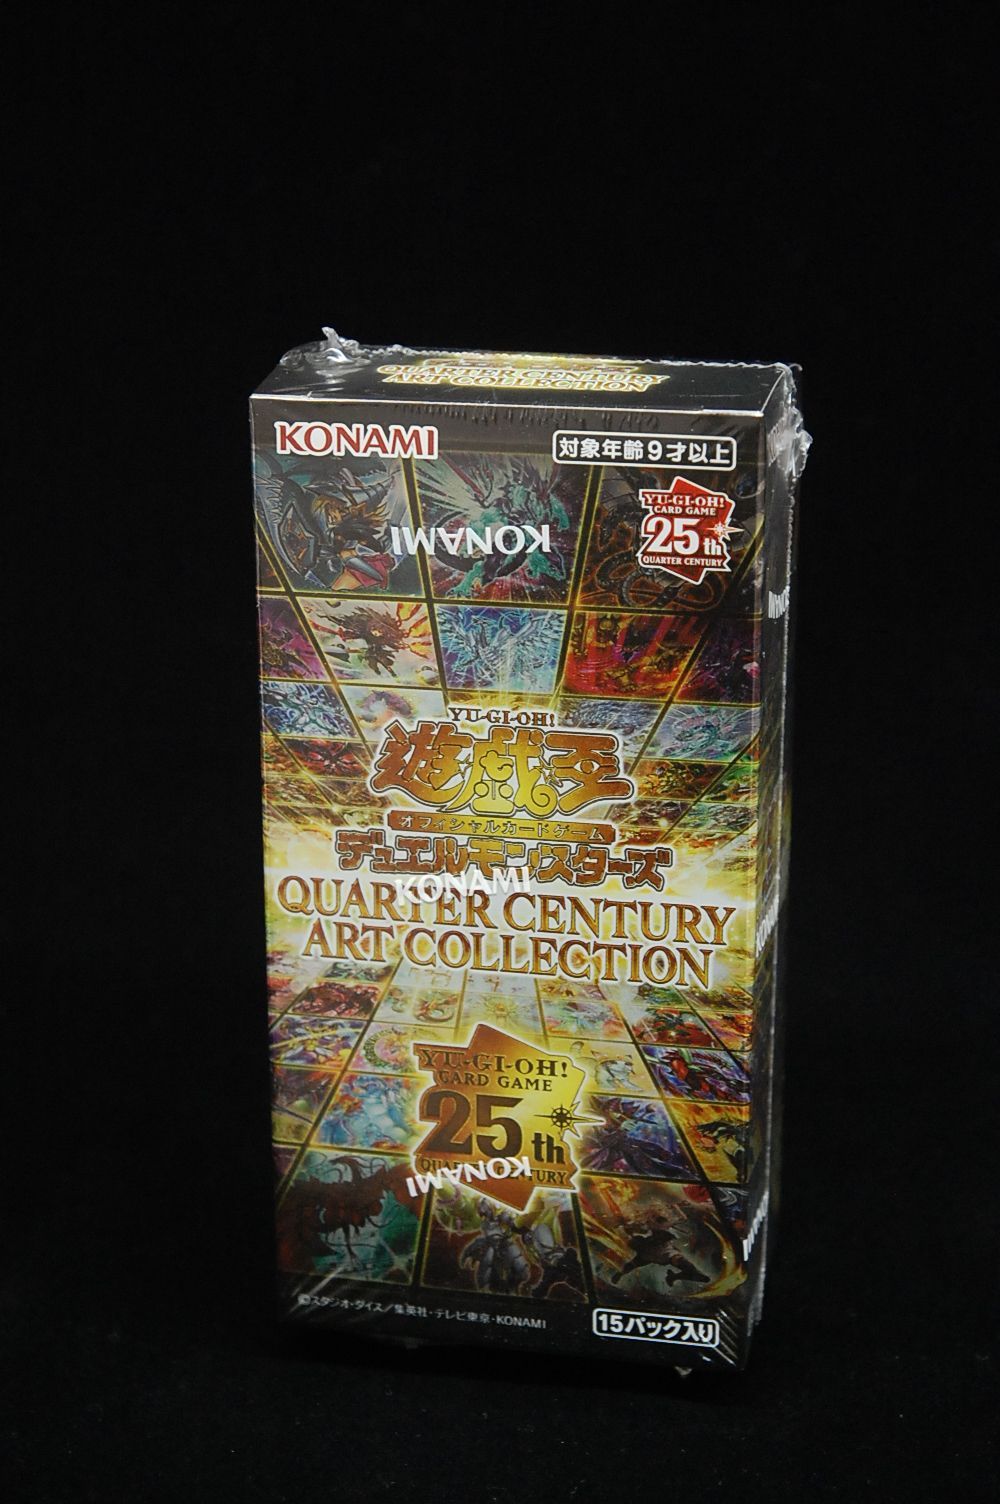 QUARTER CENTURY
ART COLLECTION
KONAMI
対象年齢9才以上
YU-GI-OH!
CARD GAME
25th
QUARTER CENTURY
KONAMI
YU-GI-OH!
遊戯王
オフィシャルカードゲーム
デュエルモンスターズ
KONAMI
QUARTER CENTURY
ART COLLECTION
YU-GI-OH!
CARD GAME
25th
QUARTER CENTURY
KONAMI
©スタジオ・ダイス/集英社・テレビ東京・KONAMI
15パック入り